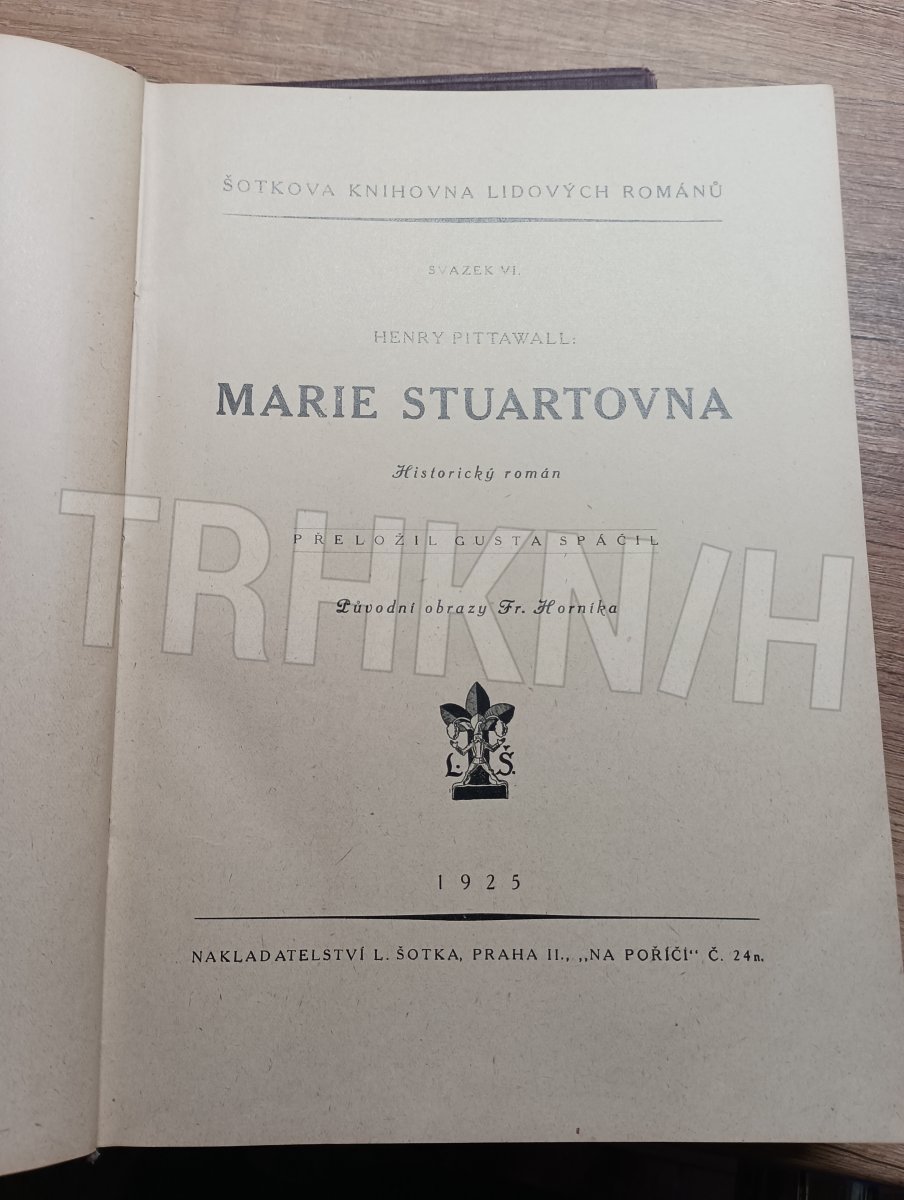 ŠOTKOVA KNIHOVNA LIDOVÝCH ROMÁNŮ
SVAZEK VI.
HENRY PITTAWALL:
MARIE STUARTOVNA
Historický román
PŘELOŽIL GUSTA SPÁČIL
Původní obrazy Fr. Horníka
L. Š.
1925
NAKLADATELSTVÍ L. ŠOTKA, PRAHA II., „NA POŘÍČÍ“ Č. 24n.
TRHKN/H